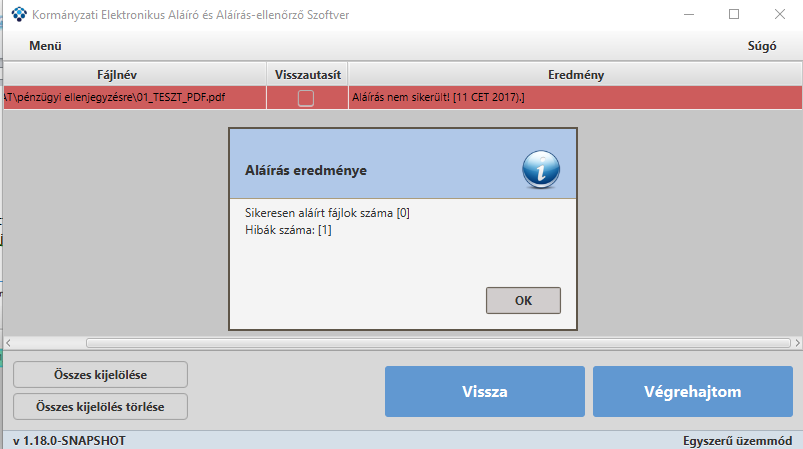 Kormányzati Elektronikus Aláíró és Aláírás-ellenőrző Szoftver
Menü Súgó
Fájlnév Visszautasít Eredmény
AT\pénzügyi ellenjegyzésre\01_TESZT_PDF.pdf Aláírás nem sikerült! [11 CET 2017).]
Aláírás eredménye
Sikeresen aláírt fájlok száma [0]
Hibák száma: [1]
OK
Összes kijelölése
Összes kijelölés törlése
Vissza Végrehajtom
v 1.18.0-SNAPSHOT Egyszerű üzemmód